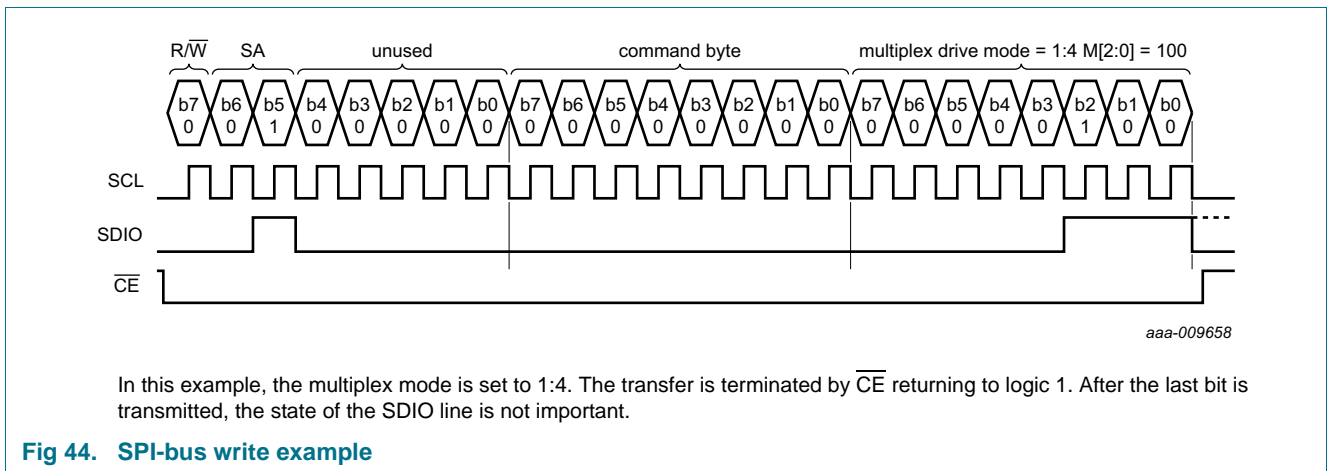 R/W SA unused command byte multiplex drive mode = 1:4 M[2:0] = 100
b7 b6 b5 b4 b3 b2 b1 b0 b7 b6 b5 b4 b3 b2 b1 b0 b7 b6 b5 b4 b3 b2 b1 b0
0 0 1 0 0 0 0 0 0 0 0 0 0 0 0 0 0 0 0 0 0 1 0 0
SCL
SDIO
CE
aaa-009658
In this example, the multiplex mode is set to 1:4. The transfer is terminated by CE returning to logic 1. After the last bit is
transmitted, the state of the SDIO line is not important.
Fig 44. SPI-bus write example